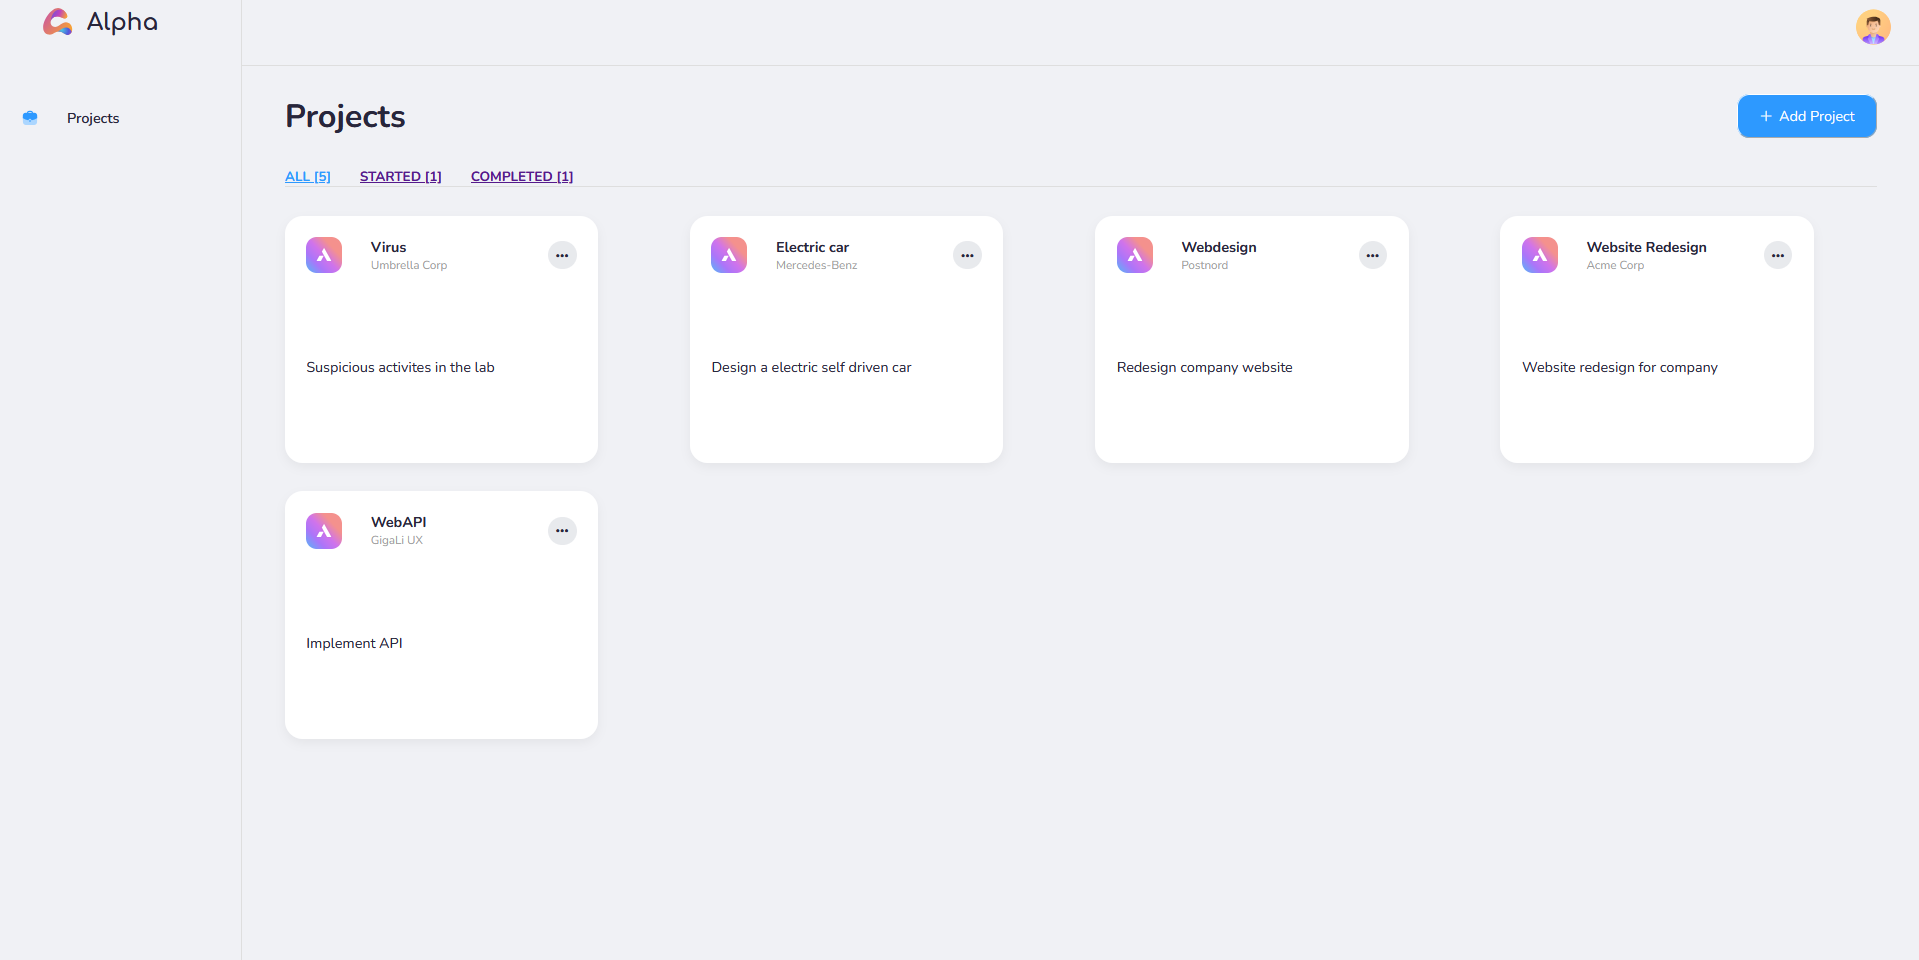 Alpha
Projects
Projects
+ Add Project
ALL [5] STARTED [1] COMPLETED [1]
Virus
Umbrella Corp
Suspicious activites in the lab
Electric car
Mercedes-Benz
Design a electric self driven car
Webdesign
Postnord
Redesign company website
Website Redesign
Acme Corp
Website redesign for company
WebAPI
GigaLi UX
Implement API